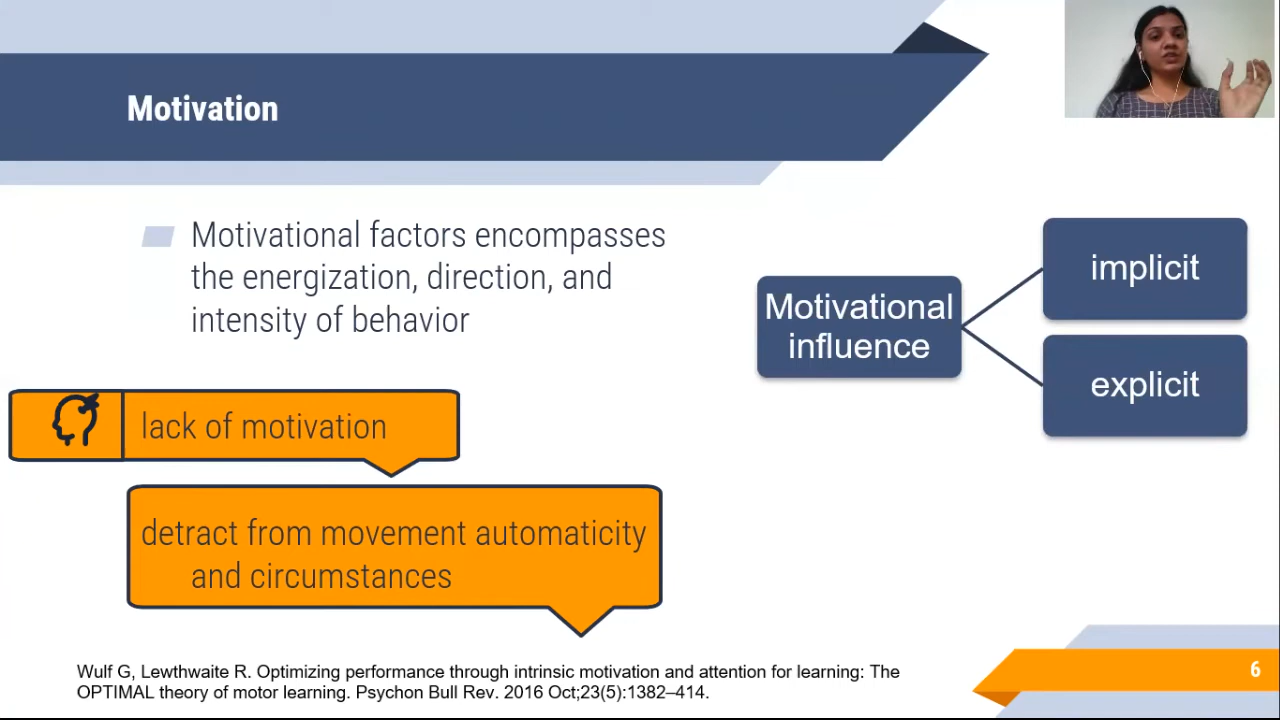 Motivation
Motivational factors encompasses
the energization, direction, and
intensity of behavior
lack of motivation
detract from movement automaticity
and circumstances
Motivational
influence
implicit
explicit
Wulf G, Lewthwaite R. Optimizing performance through intrinsic motivation and attention for learning: The
OPTIMAL theory of motor learning. Psychon Bull Rev. 2016 Oct;23(5):1382–414.
6